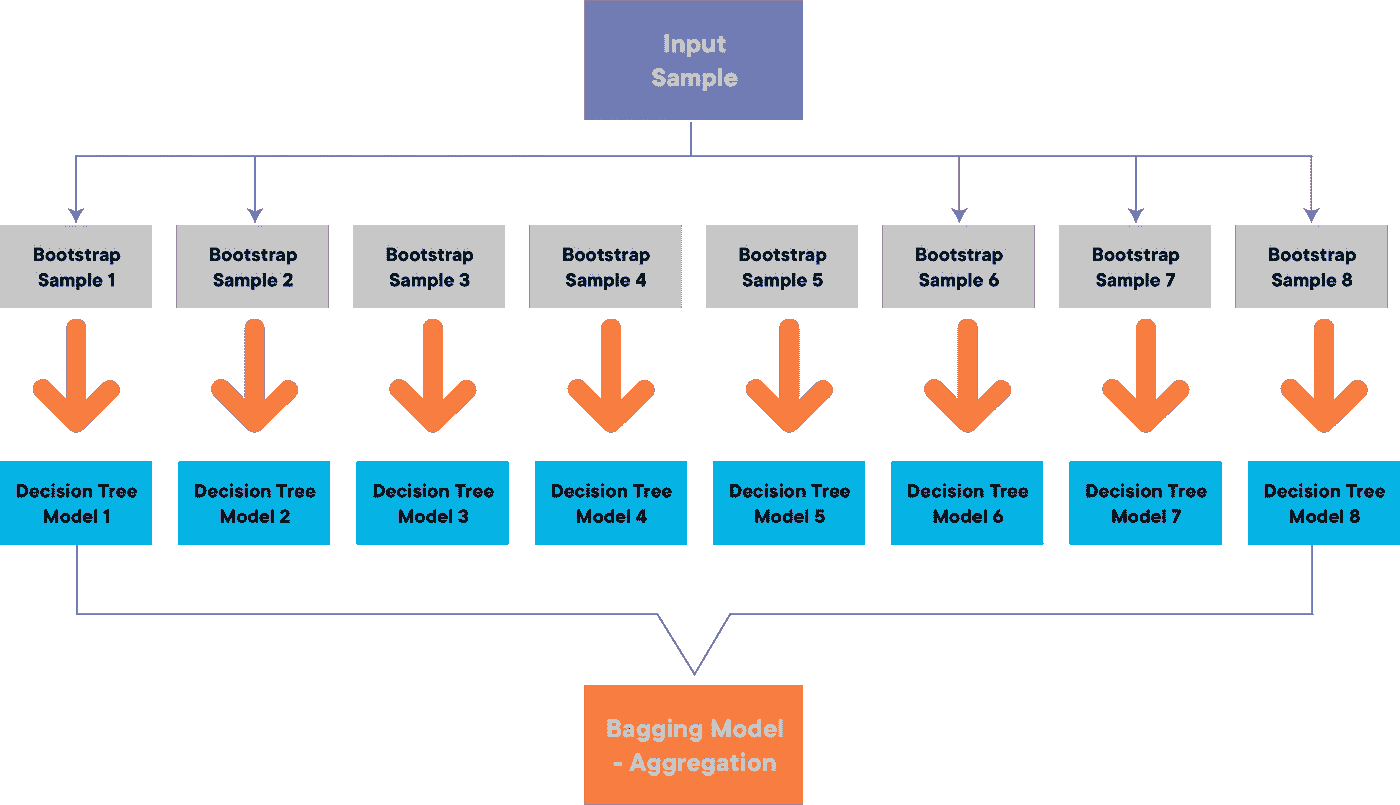 Input
Sample
Bootstrap
Sample 1
Bootstrap
Sample 2
Bootstrap
Sample 3
Bootstrap
Sample 4
Bootstrap
Sample 5
Bootstrap
Sample 6
Bootstrap
Sample 7
Bootstrap
Sample 8
Decision Tree
Model 1
Decision Tree
Model 2
Decision Tree
Model 3
Decision Tree
Model 4
Decision Tree
Model 5
Decision Tree
Model 6
Decision Tree
Model 7
Decision Tree
Model 8
Bagging Model
- Aggregation